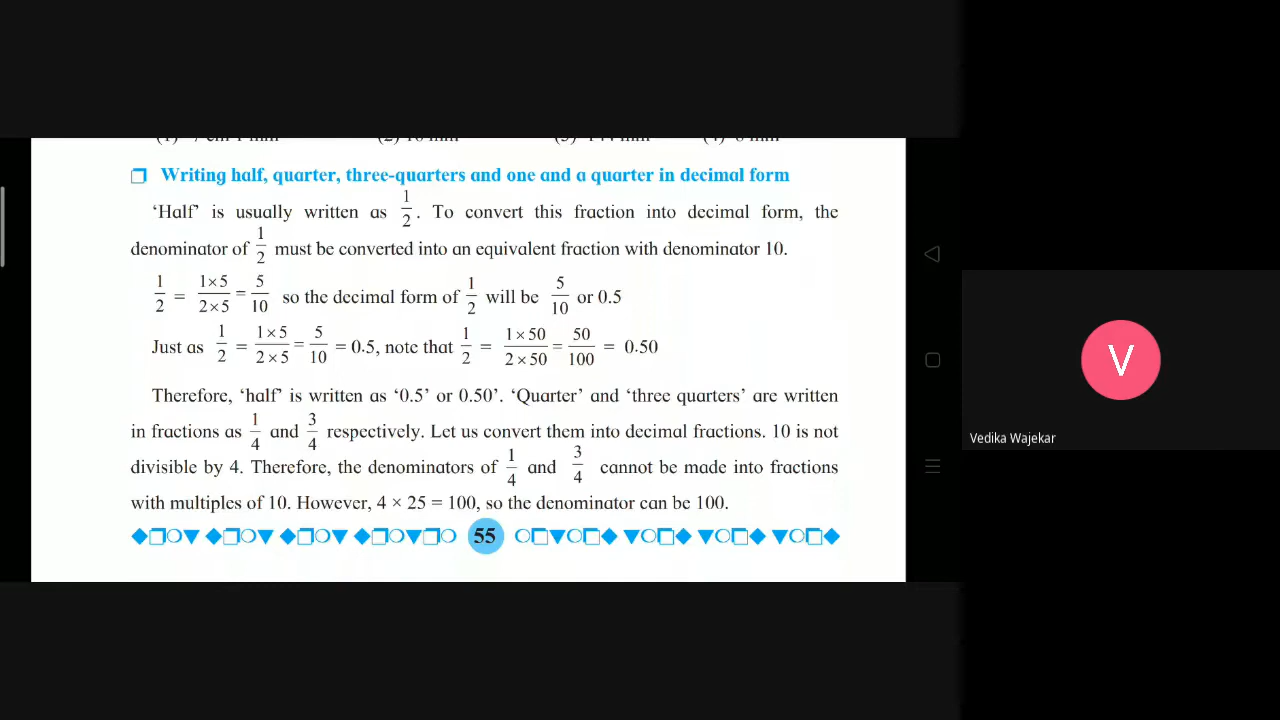 Writing half, quarter, three-quarters and one and a quarter in decimal form
‘Half’ is usually written as 1/2. To convert this fraction into decimal form, the
denominator of 1/2 must be converted into an equivalent fraction with denominator 10.
1/2 = 1×5/2×5 = 5/10 so the decimal form of 1/2 will be 5/10 or 0.5
Just as 1/2 = 1×5/2×5 = 5/10 = 0.5, note that 1/2 = 1×50/2×50 = 50/100 = 0.50
Therefore, ‘half’ is written as ‘0.5’ or 0.50’. ‘Quarter’ and ‘three quarters’ are written
in fractions as 1/4 and 3/4 respectively. Let us convert them into decimal fractions. 10 is not
divisible by 4. Therefore, the denominators of 1/4 and 3/4 cannot be made into fractions
with multiples of 10. However, 4 × 25 = 100, so the denominator can be 100.
55
V
Vedika Wajekar